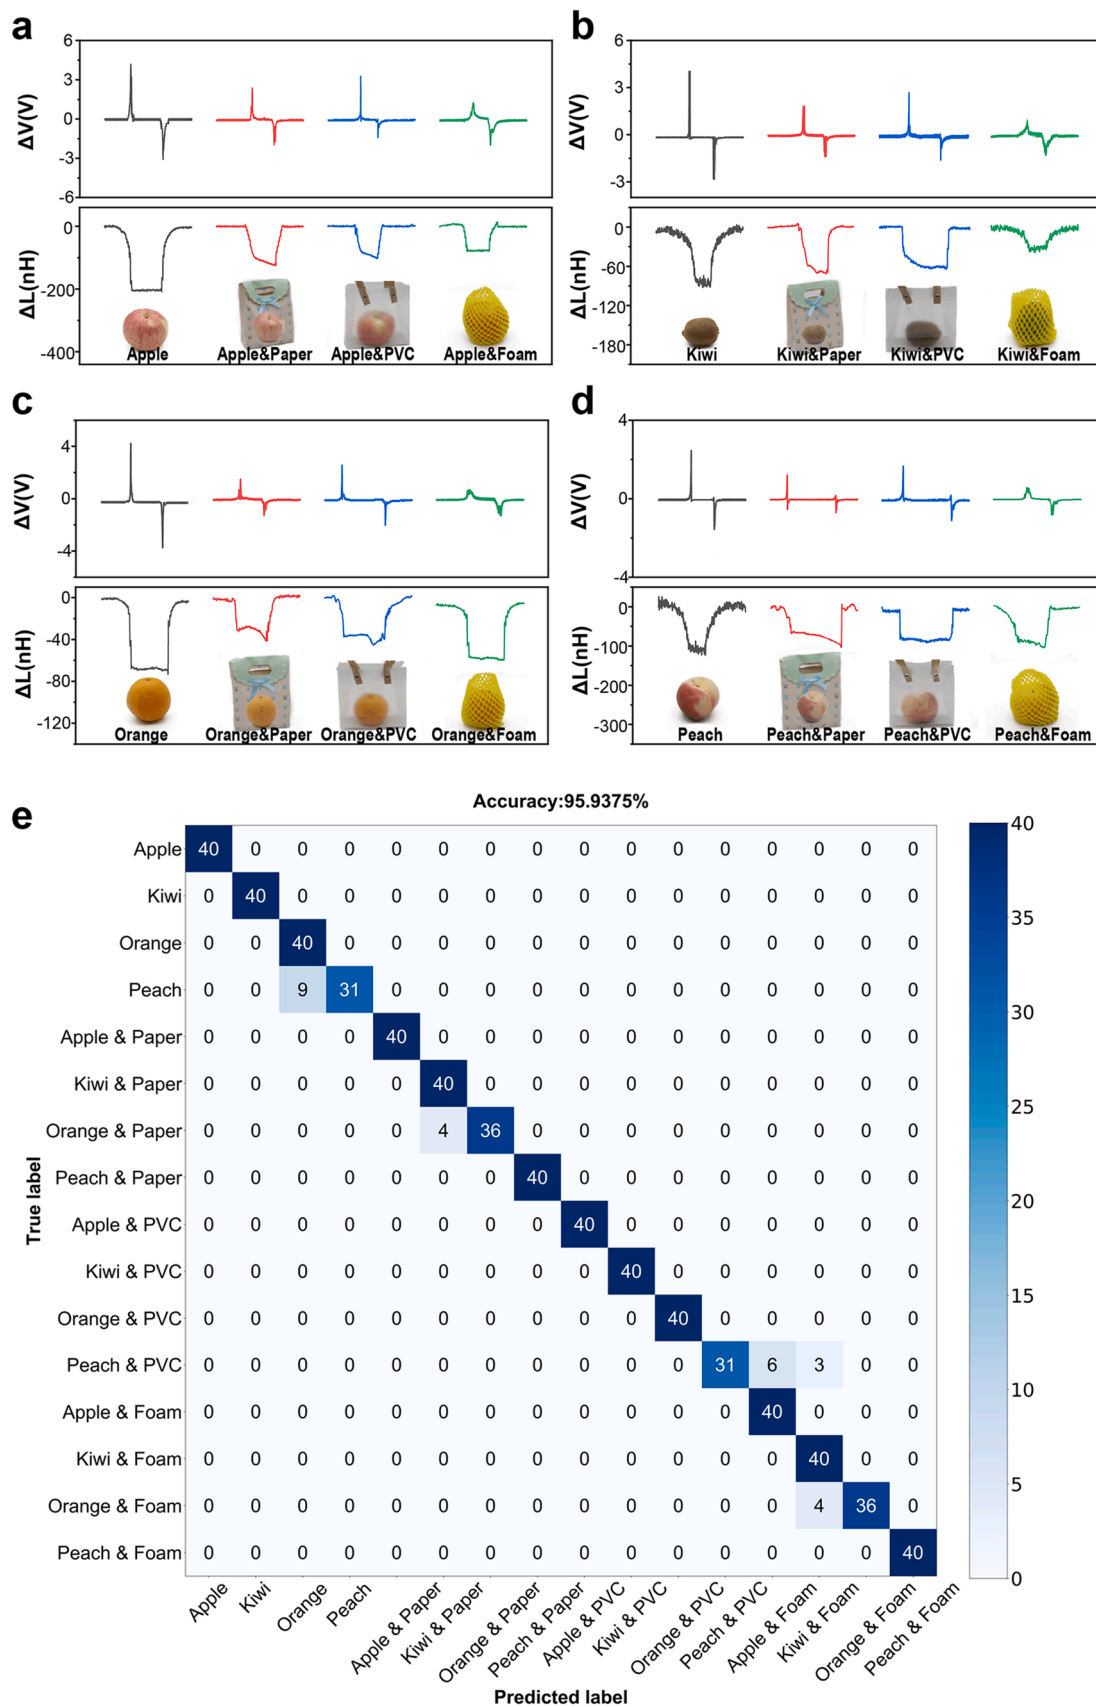 a
6
3
0
-3
-6
ΔV(V)
0
-200
-400
ΔL(nH)
Apple
Apple&Paper
Apple&PVC
Apple&Foam
b
6
3
0
-3
ΔV(V)
0
-60
-120
-180
ΔL(nH)
Kiwi
Kiwi&Paper
Kiwi&PVC
Kiwi&Foam
c
4
0
-4
ΔV(V)
0
-40
-80
-120
ΔL(nH)
Orange
Orange&Paper
Orange&PVC
Orange&Foam
d
4
0
-4
ΔV(V)
0
-100
-200
-300
ΔL(nH)
Peach
Peach&Paper
Peach&PVC
Peach&Foam
e
Accuracy:95.9375%
True label
Apple 40 0 0 0 0 0 0 0 0 0 0 0 0 0 0 0
Kiwi 0 40 0 0 0 0 0 0 0 0 0 0 0 0 0 0
Orange 0 0 40 0 0 0 0 0 0 0 0 0 0 0 0 0
Peach 0 0 9 31 0 0 0 0 0 0 0 0 0 0 0 0
Apple & Paper 0 0 0 0 40 0 0 0 0 0 0 0 0 0 0 0
Kiwi & Paper 0 0 0 0 0 40 0 0 0 0 0 0 0 0 0 0
Orange & Paper 0 0 0 0 0 4 36 0 0 0 0 0 0 0 0 0
Peach & Paper 0 0 0 0 0 0 0 40 0 0 0 0 0 0 0 0
Apple & PVC 0 0 0 0 0 0 0 0 40 0 0 0 0 0 0 0
Kiwi & PVC 0 0 0 0 0 0 0 0 0 40 0 0 0 0 0 0
Orange & PVC 0 0 0 0 0 0 0 0 0 0 40 0 0 0 0 0
Peach & PVC 0 0 0 0 0 0 0 0 0 0 0 31 6 3 0 0
Apple & Foam 0 0 0 0 0 0 0 0 0 0 0 0 40 0 0 0
Kiwi & Foam 0 0 0 0 0 0 0 0 0 0 0 0 0 40 0 0
Orange & Foam 0 0 0 0 0 0 0 0 0 0 0 0 0 4 36 0
Peach & Foam 0 0 0 0 0 0 0 0 0 0 0 0 0 0 0 40
Apple
Kiwi
Orange
Peach
Apple & Paper
Kiwi & Paper
Orange & Paper
Peach & Paper
Apple & PVC
Kiwi & PVC
Orange & PVC
Peach & PVC
Apple & Foam
Kiwi & Foam
Orange & Foam
Peach & Foam
Predicted label
40
35
30
25
20
15
10
5
0